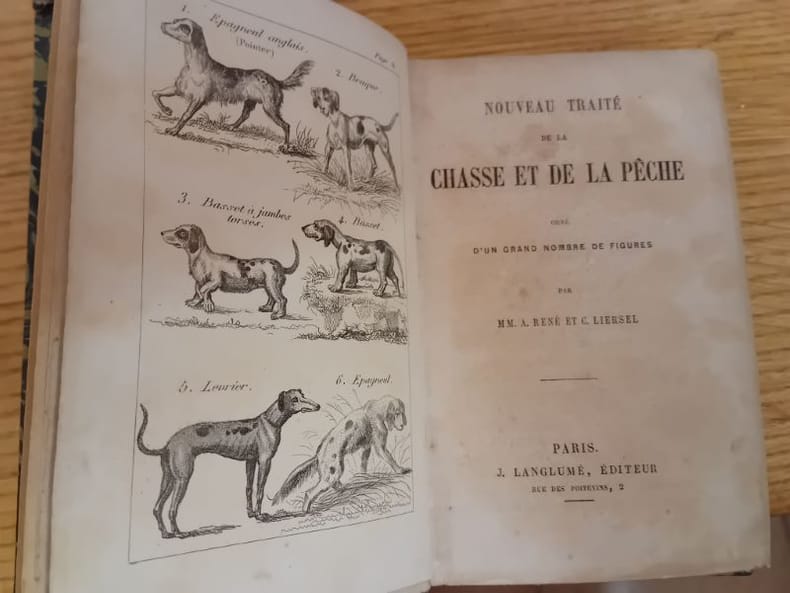 1. Epagneul anglais.
(Pointer)
Page 8.
2. Braque.
3. Basset à jambes
torses.
4. Basset.
5. Levrier.
6. Epagneul.
NOUVEAU TRAITÉ
DE LA
CHASSE ET DE LA PÊCHE
ORNÉ
D'UN GRAND NOMBRE DE FIGURES
PAR
MM. A. RENÉ ET C. LIERSEL
PARIS.
J. LANGLUMÉ, ÉDITEUR
RUE DES POITEVINS, 2